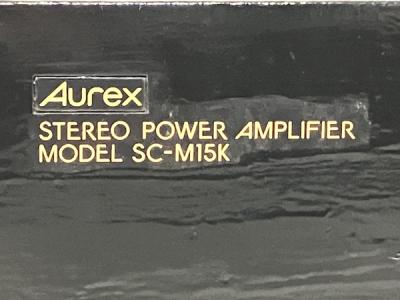 Aurex
STEREO POWER AMPLIFIER
MODEL SC-M15K